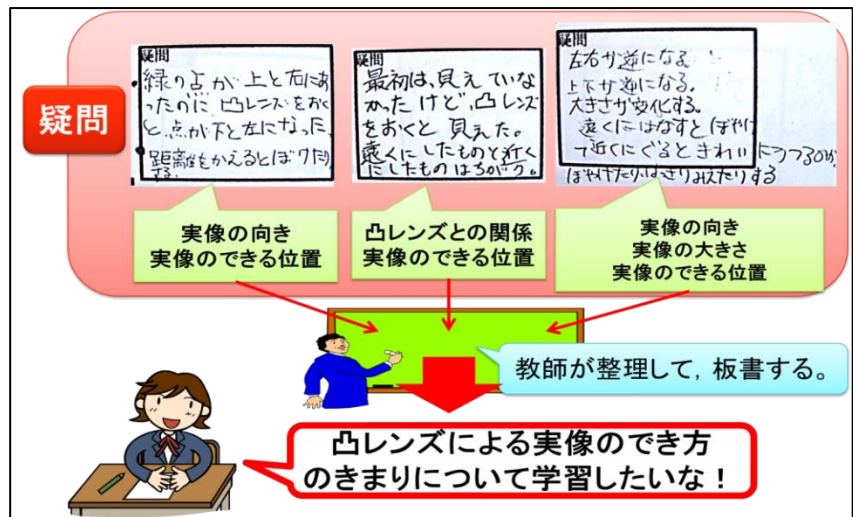 疑問
疑問
緑の点が上と右にあ
ったのに凸レンズをおく
と、点が下と左になった、
距離をかえるとぼけたり
する。
疑問
最初は、見えていな
かったけど、凸レンズ
をおくと見えた。
遠くにしたものと近く
にしたものはちがう。
疑問
左右が逆になる。
上下が逆になる。
大きさが変化する。
遠くにはなすとぼやけ
て近くにくるときれいにうつるのか
ぼやけたりはっきりみえたりする
実像の向き
実像のできる位置
凸レンズとの関係
実像のできる位置
実像の向き
実像の大きさ
実像のできる位置
教師が整理して，板書する。
凸レンズによる実像のでき方
のきまりについて学習したいな！